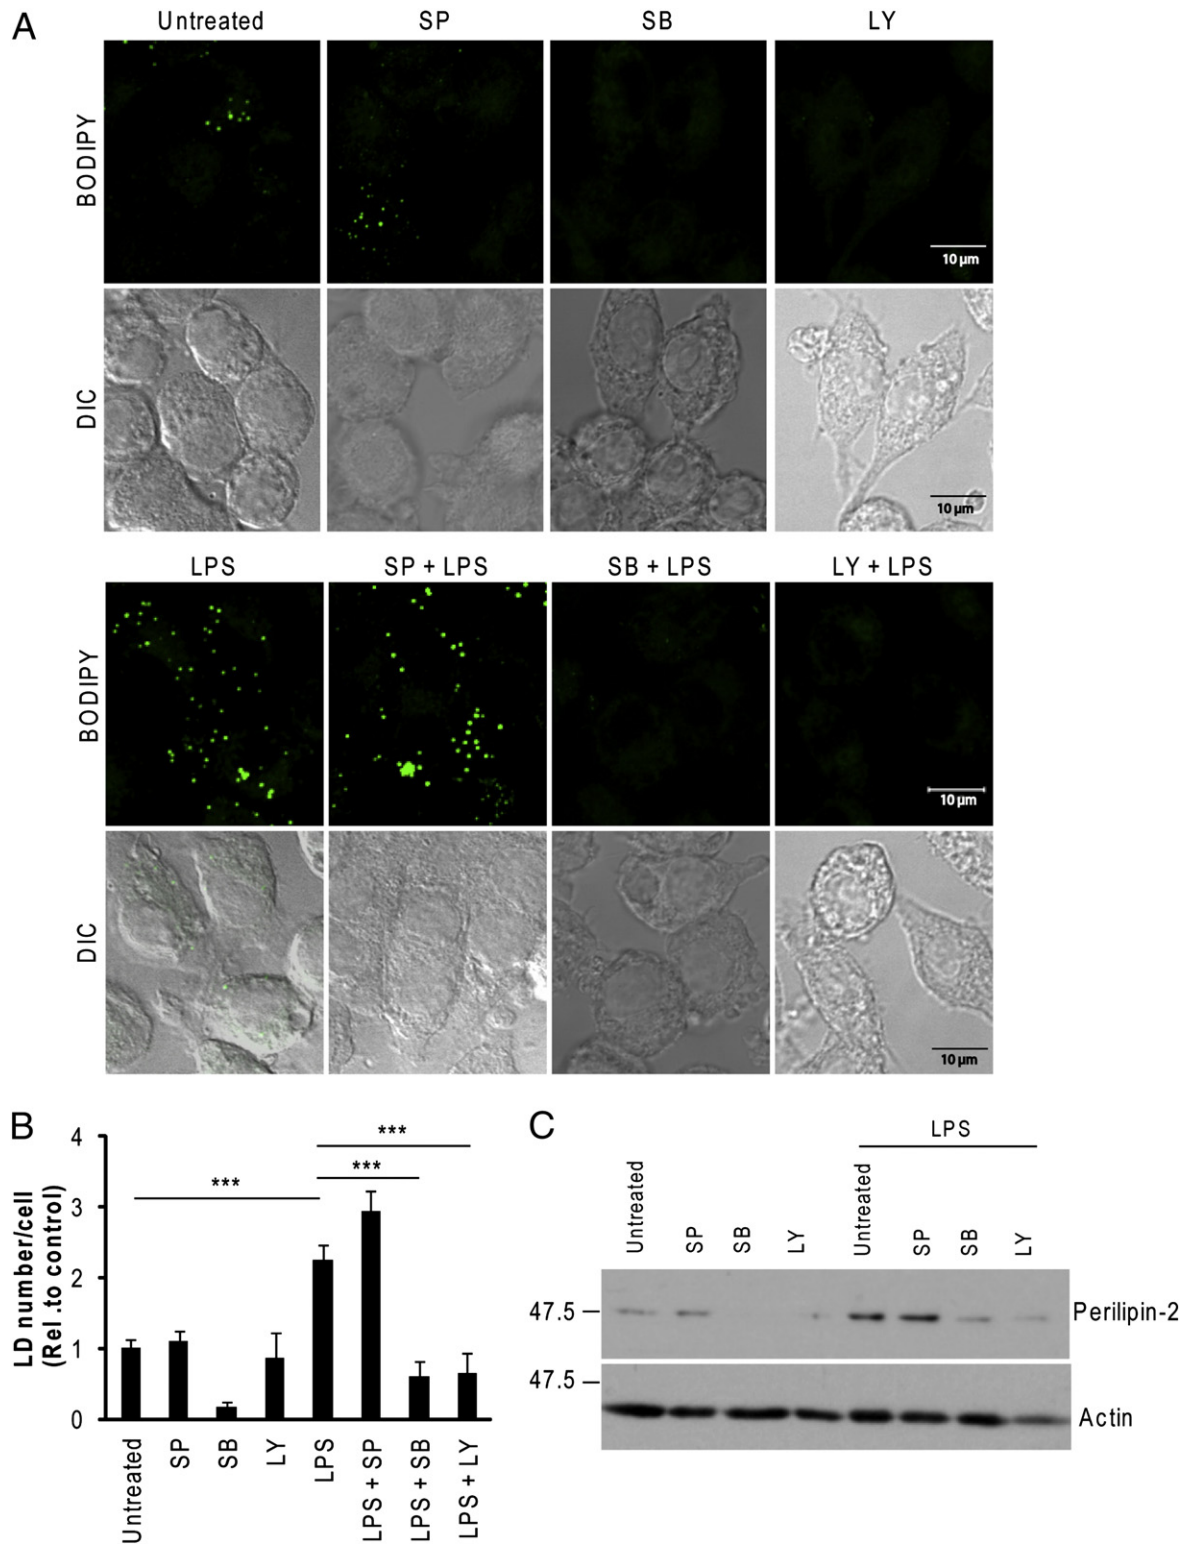 A
Untreated SP SB LY
BODIPY
10 µm
DIC
10 µm
LPS SP + LPS SB + LPS LY + LPS
BODIPY
10 µm
DIC
10 µm
B
LD number/cell
(Rel .to control)
4
3
2
1
0
***
***
***
Untreated SP SB LY LPS LPS + SP LPS + SB LPS + LY
C
LPS
Untreated SP SB LY Untreated SP SB LY
47.5 Perilipin-2
47.5
Actin